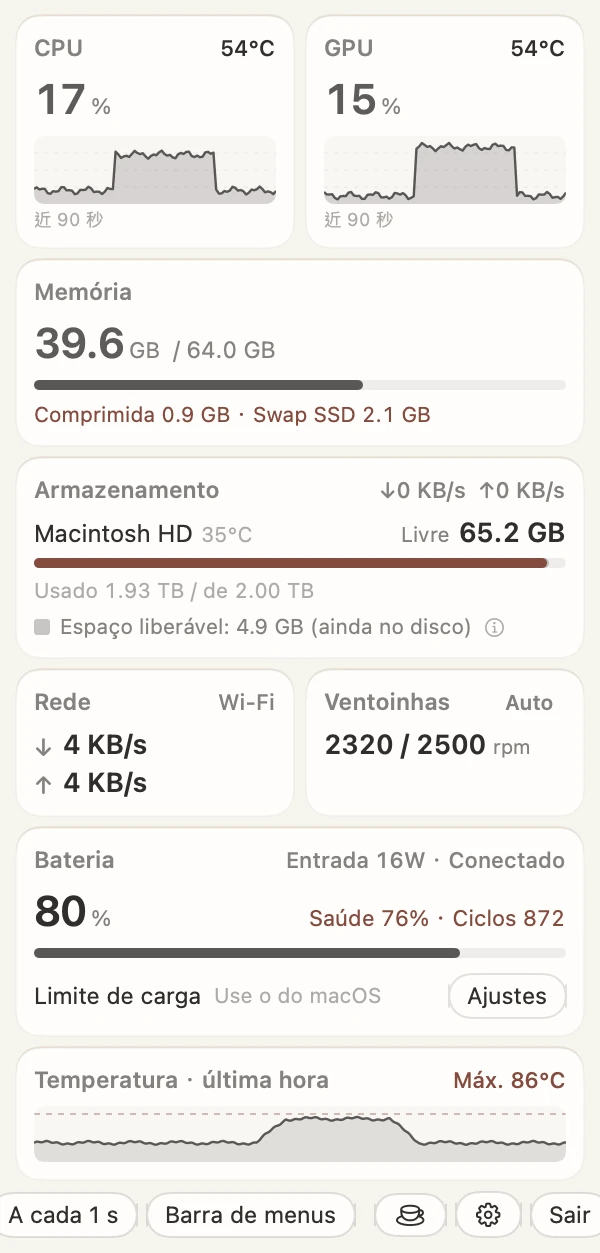 CPU 54°C
17 %
近 90 秒
GPU 54°C
15 %
近 90 秒
Memória
39.6 GB / 64.0 GB
Comprimida 0.9 GB · Swap SSD 2.1 GB
Armazenamento ↓0 KB/s ↑0 KB/s
Macintosh HD 35°C Livre 65.2 GB
Usado 1.93 TB / de 2.00 TB
Espaço liberável: 4.9 GB (ainda no disco)
Rede Wi-Fi
↓ 4 KB/s
↑ 4 KB/s
Ventoinhas Auto
2320 / 2500 rpm
Bateria Entrada 16W · Conectado
80 % Saúde 76% · Ciclos 872
Limite de carga Use o do macOS Ajustes
Temperatura · última hora Máx. 86°C
A cada 1 s Barra de menus Sair